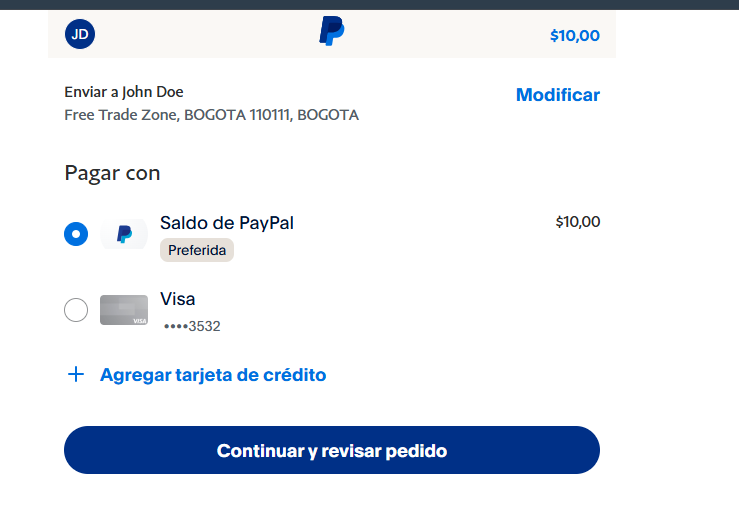 JD
$10,00
Enviar a John Doe
Modificar
Free Trade Zone, BOGOTA 110111, BOGOTA
Pagar con
Saldo de PayPal
$10,00
Preferida
Visa
VISA
••••3532
+ Agregar tarjeta de crédito
Continuar y revisar pedido